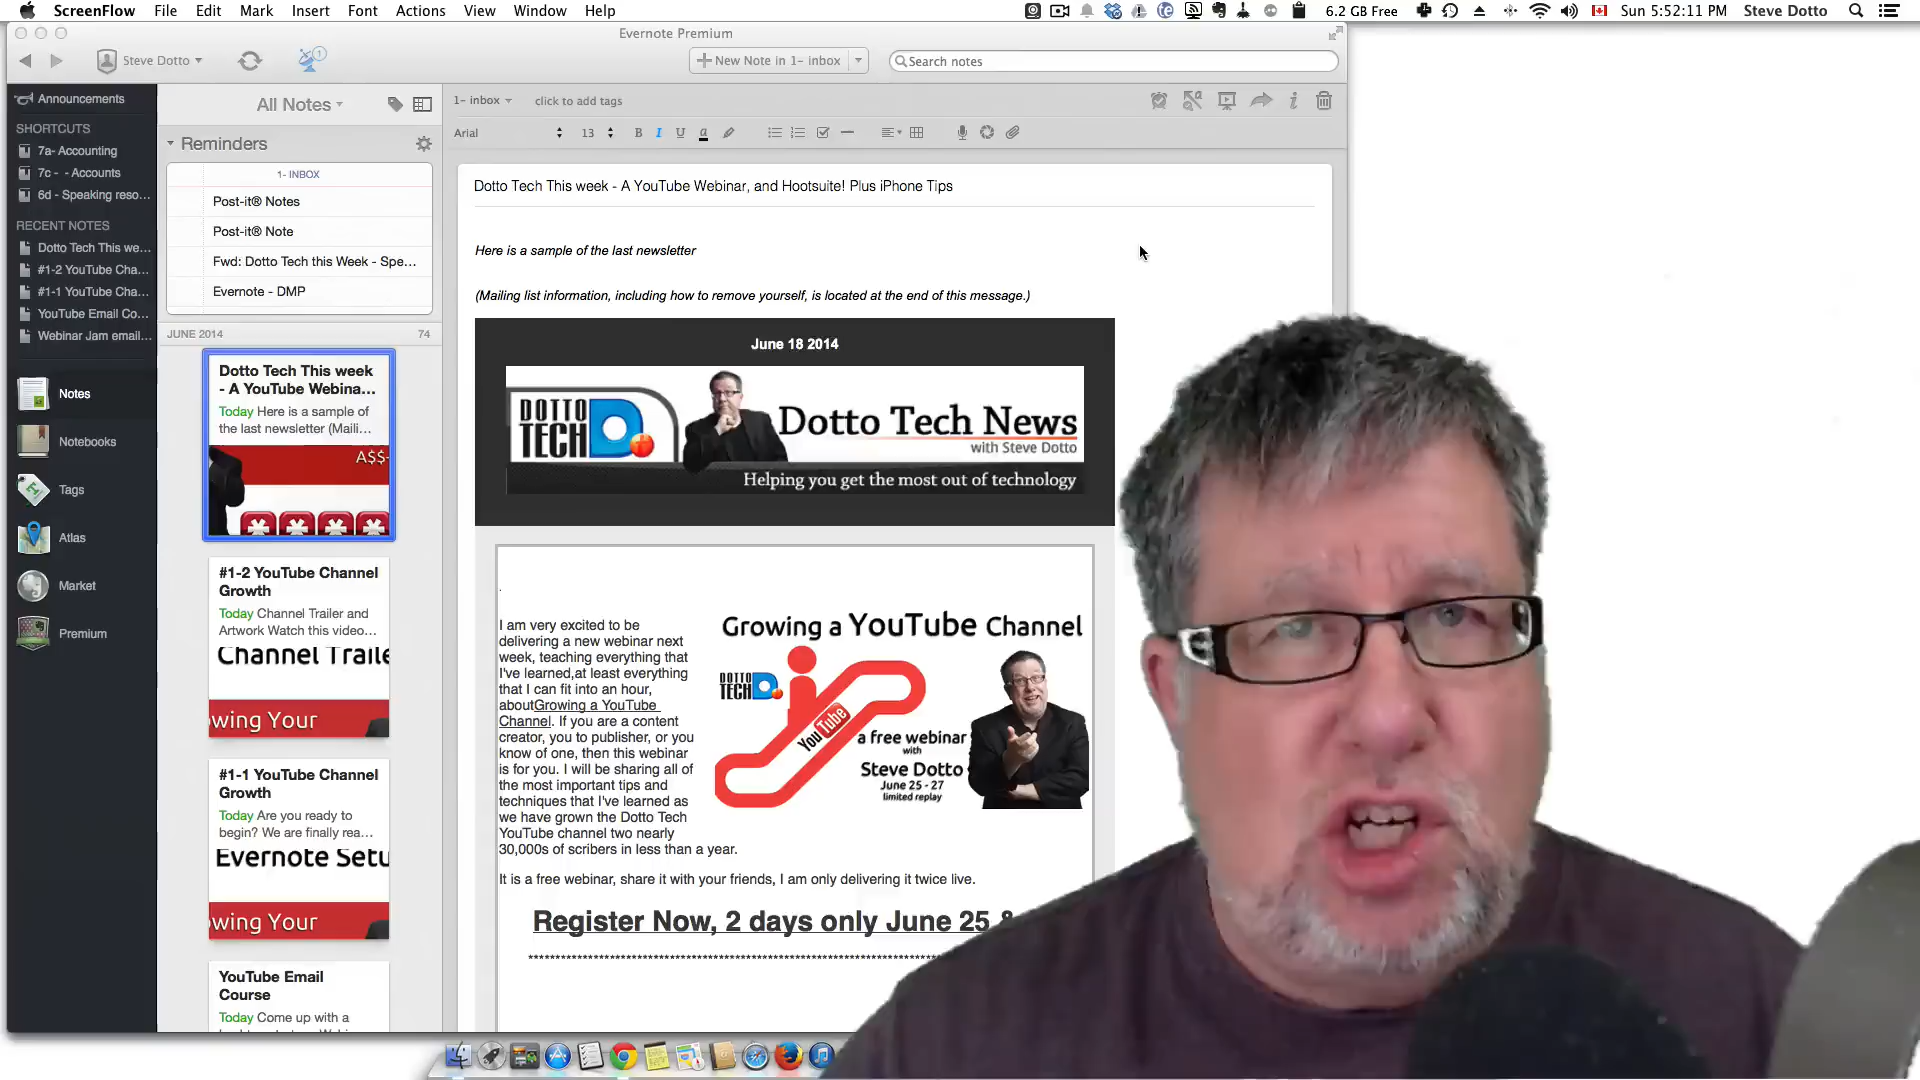 ScreenFlow File Edit Mark Insert Font Actions View Window Help 6.2 GB Free Sun 5:52:11 PM Steve Dotto
Evernote Premium
Steve Dotto
1
New Note in 1- inbox
Search notes
Announcements
SHORTCUTS
7a- Accounting
7c - - Accounts
6d - Speaking reso...
RECENT NOTES
Dotto Tech This we...
#1-2 YouTube Cha...
#1-1 YouTube Cha...
YouTube Email Co...
Webinar Jam email...
Notes
Notebooks
Tags
Atlas
Market
Premium
All Notes
Reminders
1- INBOX
Post-it® Notes
Post-it® Note
Fwd: Dotto Tech this Week - Spe...
Evernote - DMP
JUNE 2014 74
Dotto Tech This week
- A YouTube Webina...
Today Here is a sample of
the last newsletter (Maili...
A$$-
#1-2 YouTube Channel
Growth
Today Channel Trailer and
Artwork Watch this video...
Channel Traile
owing Your
#1-1 YouTube Channel
Growth
Today Are you ready to
begin? We are finally rea...
Evernote Setu
owing Your
YouTube Email
Course
Today Come up with a
1- inbox click to add tags
Arial 13 B I U a
Dotto Tech This week - A YouTube Webinar, and Hootsuite! Plus iPhone Tips
Here is a sample of the last newsletter
(Mailing list information, including how to remove yourself, is located at the end of this message.)
June 18 2014
DOTTO
TECH
Dotto Tech News
with Steve Dotto
Helping you get the most out of technology
.
I am very excited to be
delivering a new webinar next
week, teaching everything that
I've learned,at least everything
that I can fit into an hour,
aboutGrowing a YouTube
Channel. If you are a content
creator, you to publisher, or you
know of one, then this webinar
is for you. I will be sharing all of
the most important tips and
techniques that I've learned as
we have grown the Dotto Tech
YouTube channel two nearly
30,000s of scribers in less than a year.
Growing a YouTube Channel
DOTTO
TECH
YouTube
a free webinar
with
Steve Dotto
June 25 - 27
limited replay
It is a free webinar, share it with your friends, I am only delivering it twice live.
Register Now, 2 days only June 25 &